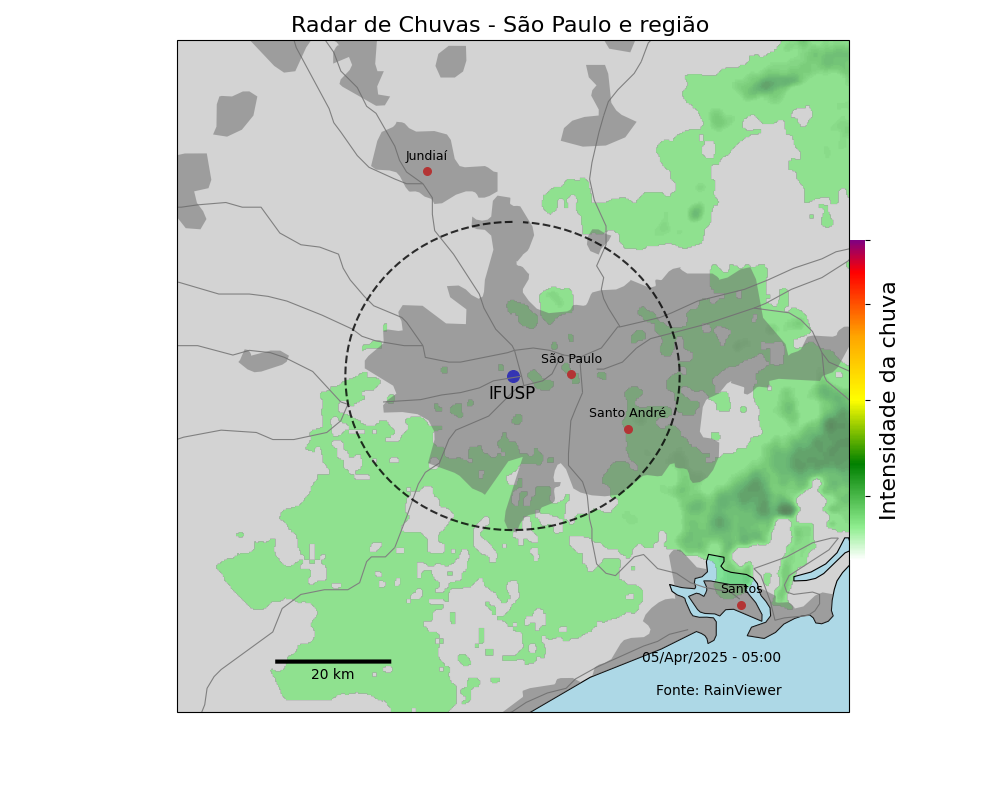 Radar de Chuvas - São Paulo e região
Jundiaí
São Paulo
IFUSP
Santo André
Intensidade da chuva
Santos
05/Apr/2025 - 05:00
20 km
Fonte: RainViewer